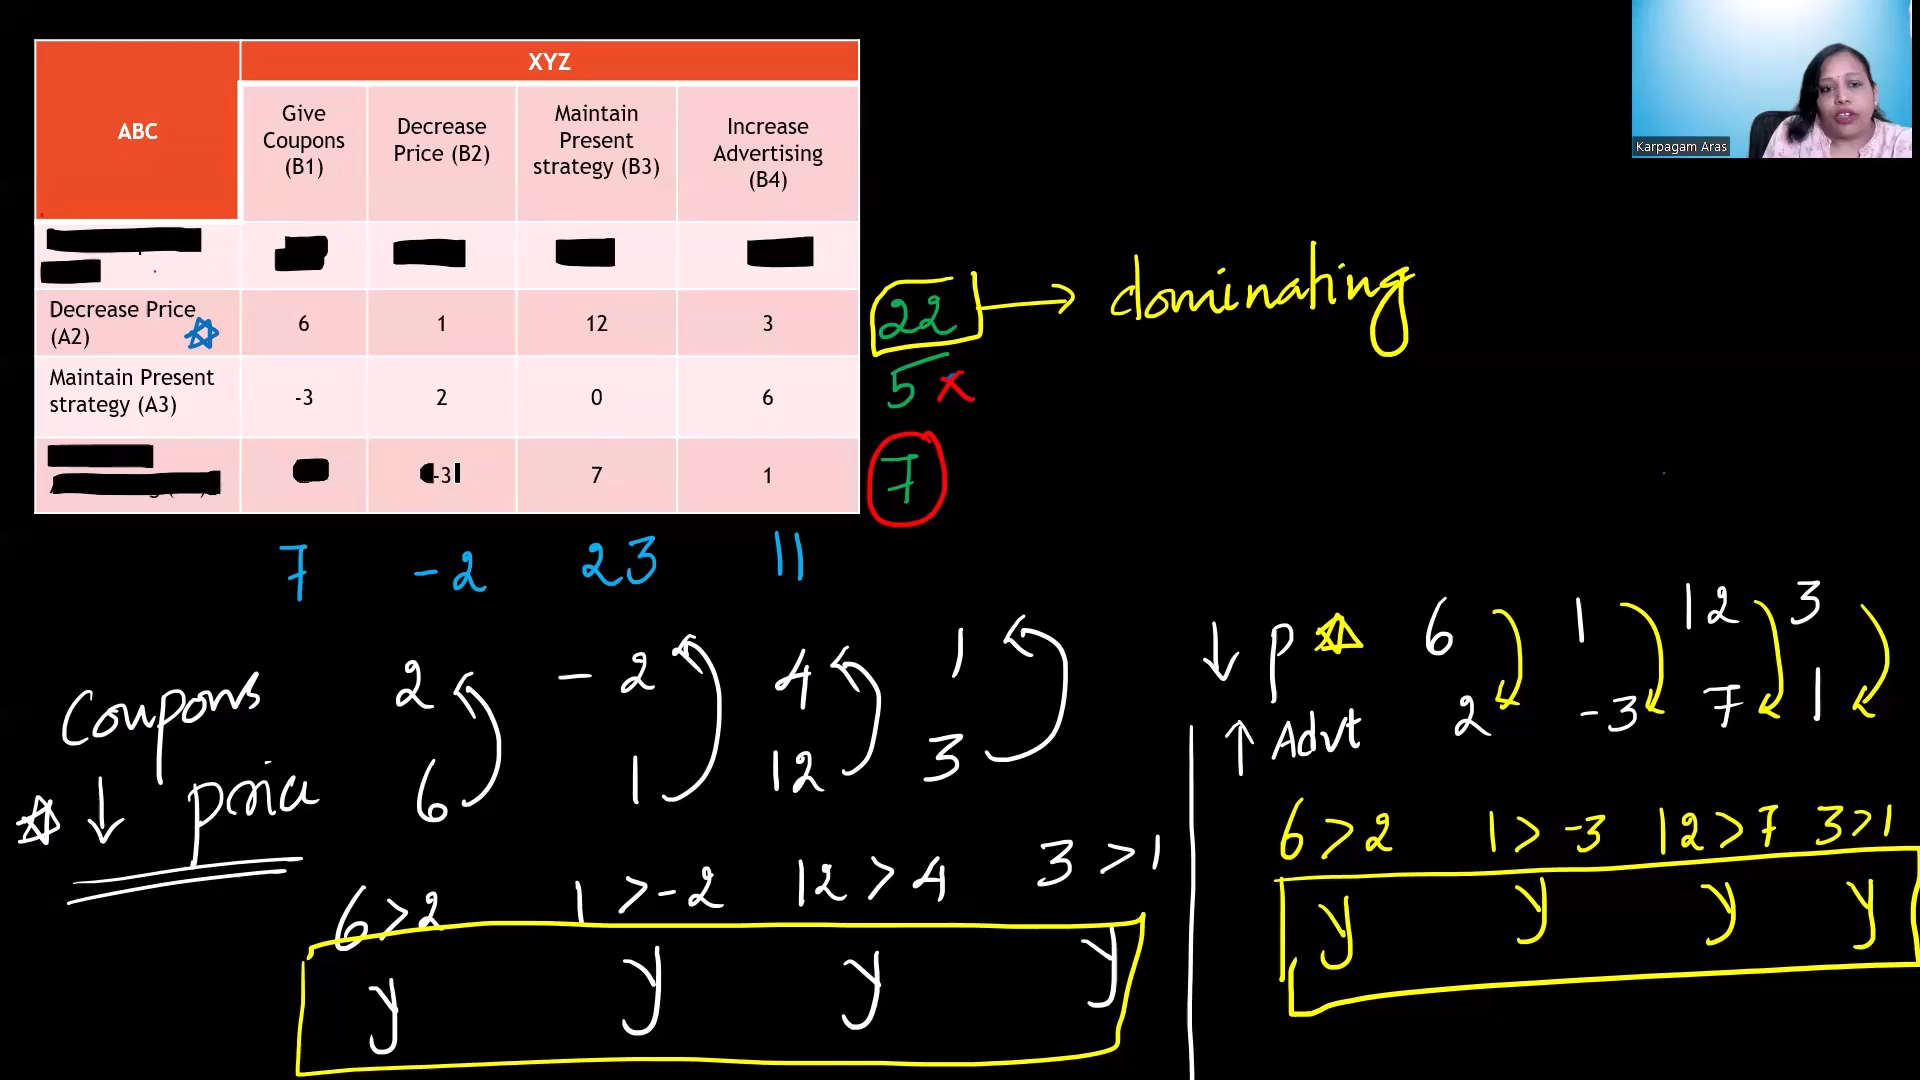 XYZ
ABC
Give Coupons (B1)
Decrease Price (B2)
Maintain Present strategy (B3)
Increase Advertising (B4)
Decrease Price (A2) 6 1 12 3
Maintain Present strategy (A3) -3 2 0 6
-3 7 1
22 → dominating
5 x
7
7 -2 23 11
Coupons 2 -2 4 1
↓ price 6 1 12 3
6>2 1>-2 12>4 3>1
y y y y
↓ p 6 1 12 3
↑ Advt 2 -3 7 1
6>2 1>-3 12>7 3>1
y y y y
Karpagam Aras